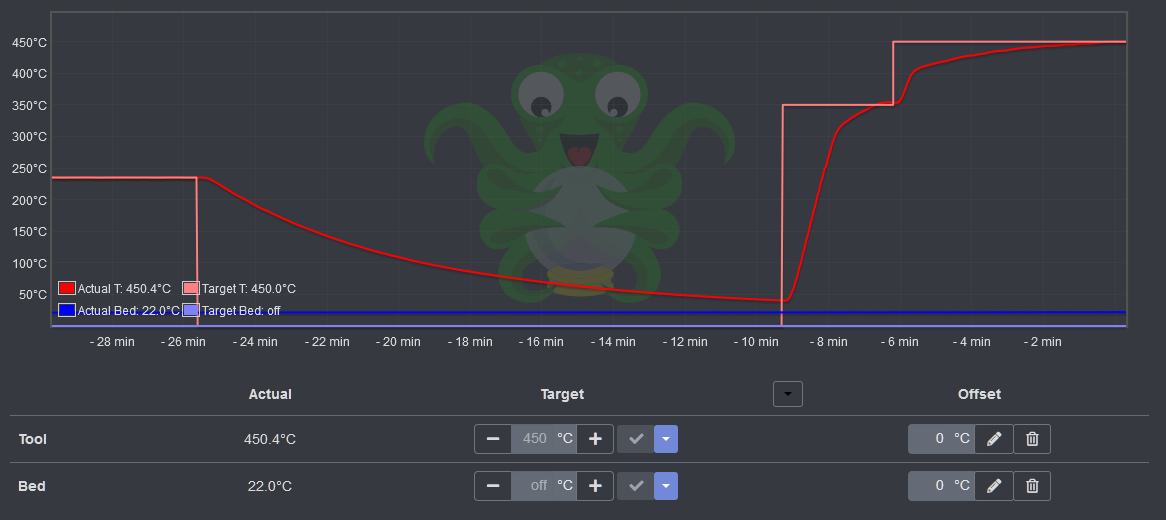 450°C
400°C
350°C
300°C
250°C
200°C
150°C
100°C
50°C
Actual T: 450.4°C Target T: 450.0°C
Actual Bed: 22.0°C Target Bed: off
- 28 min - 26 min - 24 min - 22 min - 20 min - 18 min - 16 min - 14 min - 12 min - 10 min - 8 min - 6 min - 4 min - 2 min
Actual Target Offset
Tool 450.4°C 450 °C 0 °C
Bed 22.0°C off °C 0 °C